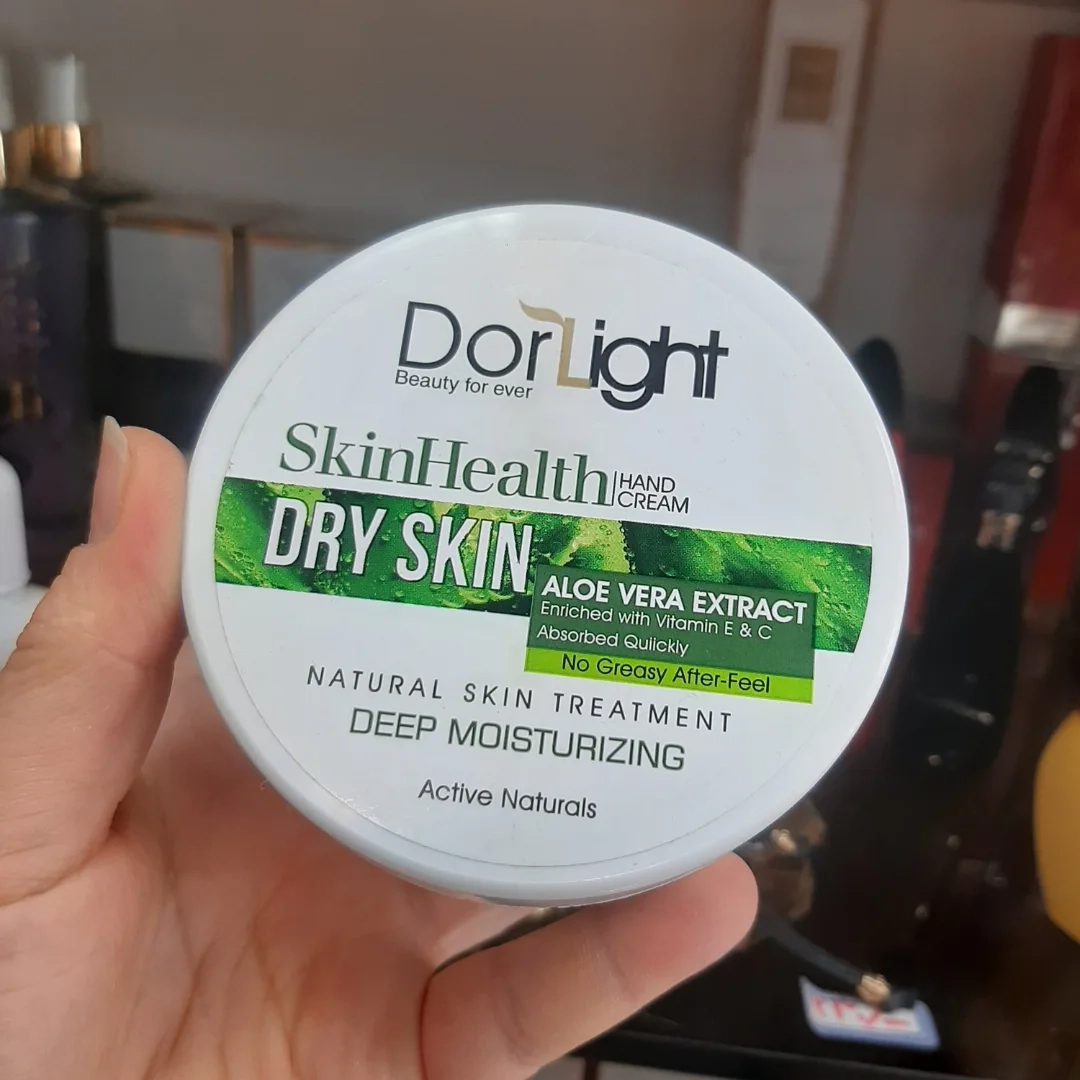 DorLight
Beauty for ever
SkinHealth
HAND
CREAM
DRY SKIN
ALOE VERA EXTRACT
Enriched with Vitamin E & C
Absorbed Quiickly
No Greasy After-Feel
NATURAL SKIN TREATMENT
DEEP MOISTURIZING
Active Naturals